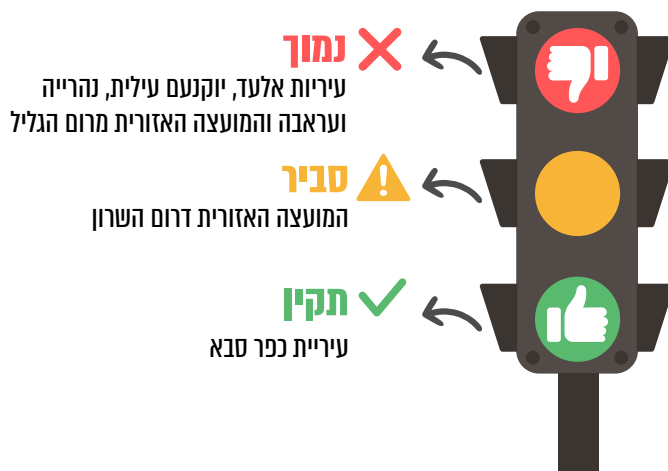 נמוך
עיריות אלעד, יוקנעם עילית, נהרייה
ועראבה והמועצה האזורית מרום הגליל
סביר
המועצה האזורית דרום השרון
תקין
עיריית כפר סבא